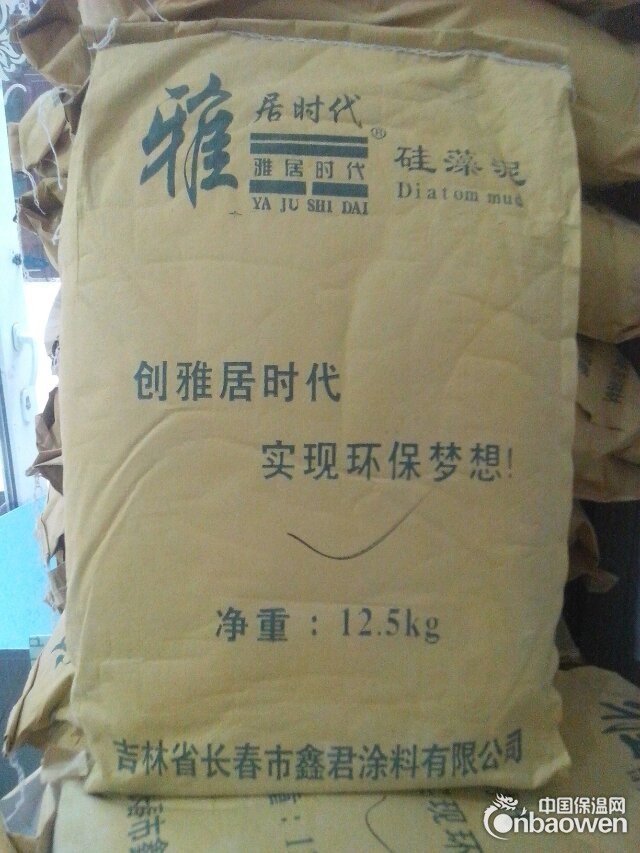 雅 居时代
雅居时代®
YA JU SHI DAI
硅藻泥
Diatom mud
创雅居时代
实现环保梦想!
净重：12.5kg
吉林省长春市鑫君涂料有限公司
中国保温网
cnbaowen